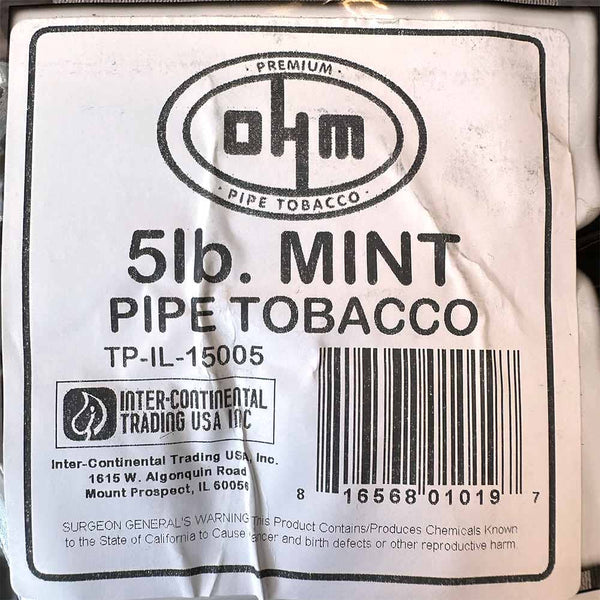 · PREMIUM ·
OHM
· PIPE TOBACCO ·
5lb. MINT
PIPE TOBACCO
TP-IL-15005
INTER-CONTINENTAL
TRADING USA INC
Inter-Continental Trading USA, Inc.
1615 W. Algonquin Road
Mount Prospect, IL 60056
8 16568 01019 7
SURGEON GENERAL'S WARNING This Product Contains/Produces Chemicals Known
to the State of California to Cause cancer and birth defects or other reproductive harm